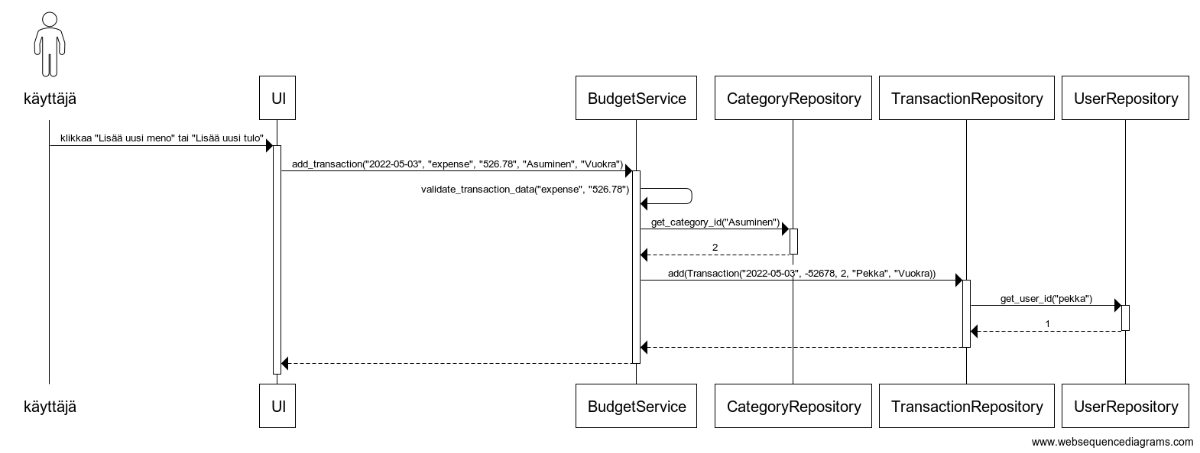 käyttäjä
UI
BudgetService
CategoryRepository
TransactionRepository
UserRepository
klikkaa "Lisää uusi meno" tai "Lisää uusi tulo"
add_transaction("2022-05-03", "expense", "526.78", "Asuminen", "Vuokra")
validate_transaction_data("expense", "526.78")
get_category_id("Asuminen")
2
add(Transaction("2022-05-03", -52678, 2, "Pekka", "Vuokra))
get_user_id("pekka")
1
käyttäjä
UI
BudgetService
CategoryRepository
TransactionRepository
UserRepository
www.websequencediagrams.com